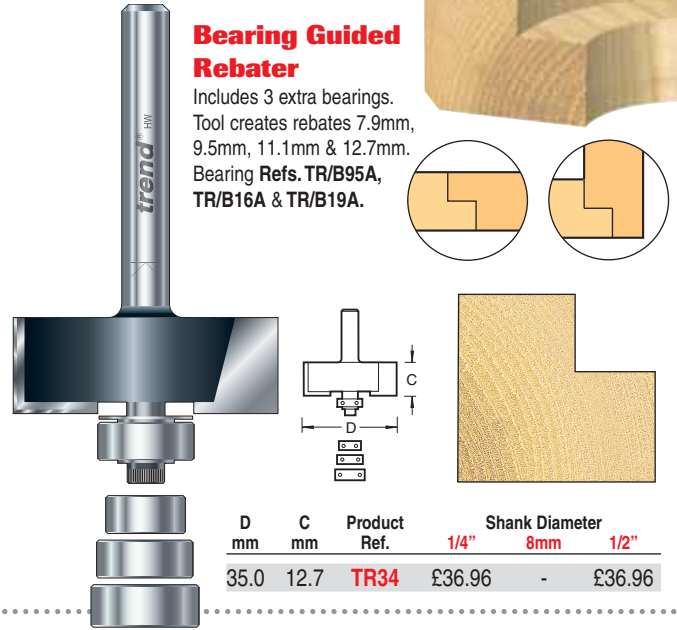 Bearing Guided
Rebater
Includes 3 extra bearings.
Tool creates rebates 7.9mm,
9.5mm, 11.1mm & 12.7mm.
Bearing Refs. TR/B95A,
TR/B16A & TR/B19A.
trend® HW
C
D
D C Product Shank Diameter
mm mm Ref. 1/4” 8mm 1/2”
35.0 12.7 TR34 £36.96 - £36.96